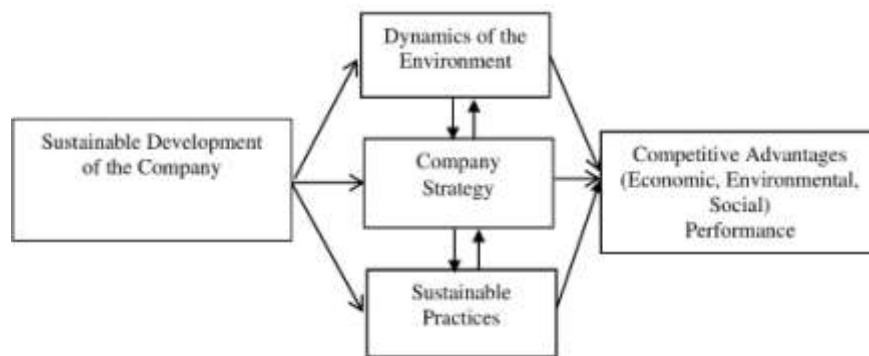 Dynamics of the
Environment
Sustainable Development
of the Company
Company
Strategy
Competitive Advantages
(Economic, Environmental,
Social)
Performance
Sustainable
Practices